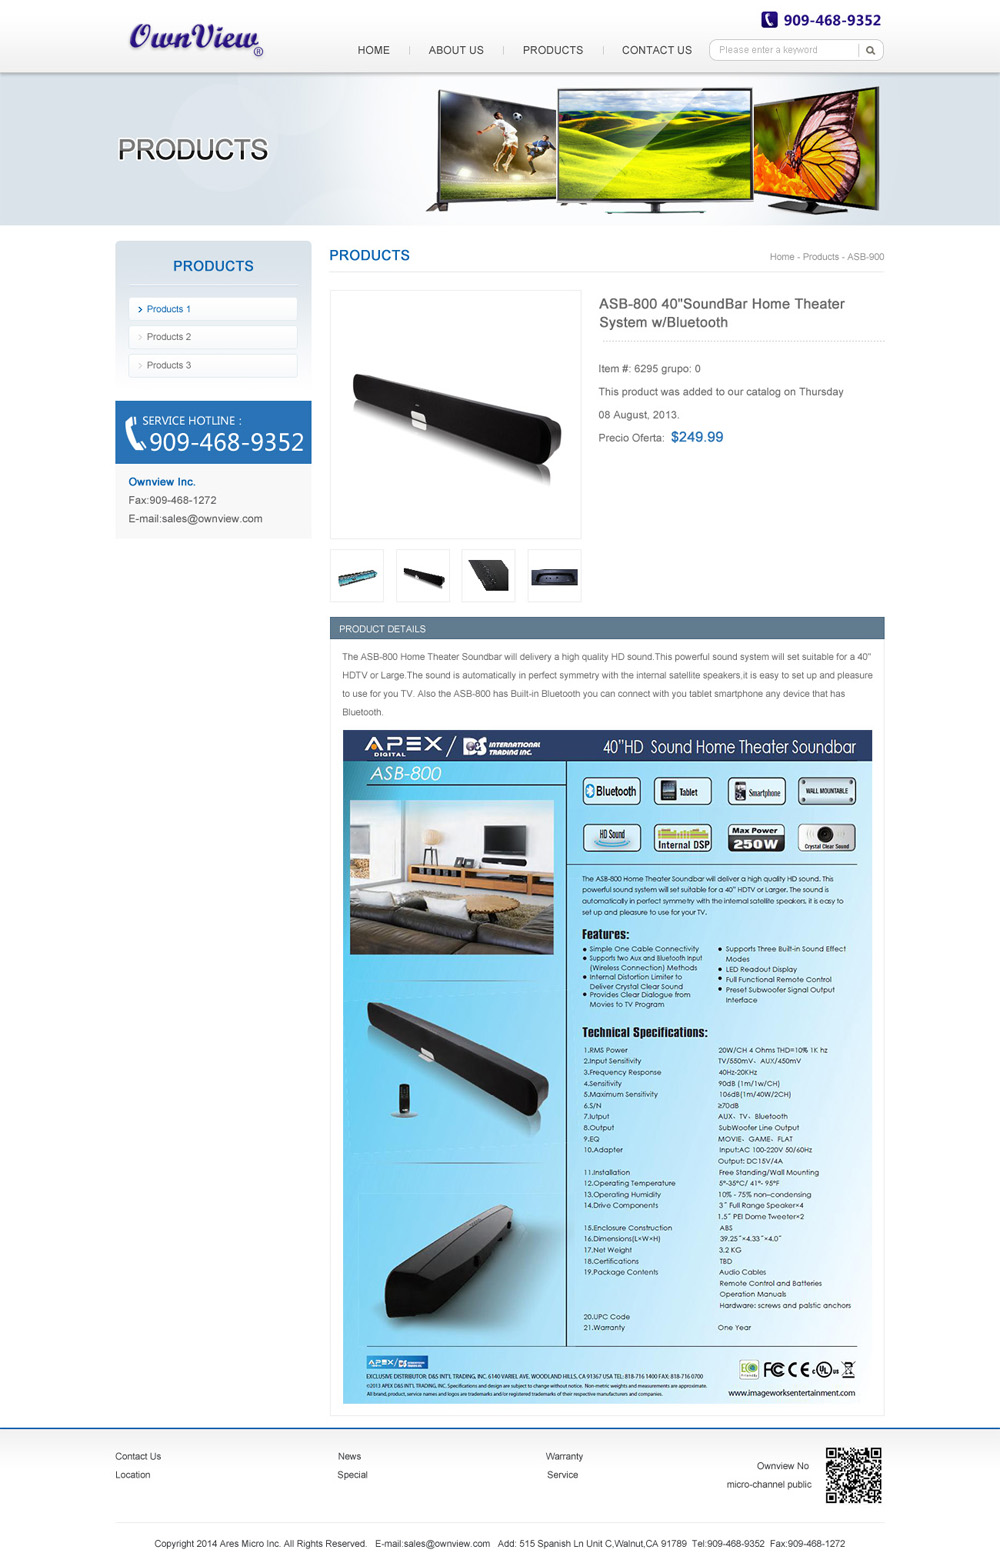 OwnView®
909-468-9352
HOME
ABOUT US
PRODUCTS
CONTACT US
Please enter a keyword
PRODUCTS
PRODUCTS
Products 1
Products 2
Products 3
SERVICE HOTLINE :
909-468-9352
Ownview Inc.
Fax:909-468-1272
E-mail:sales@ownview.com
PRODUCTS
Home - Products - ASB-900
ASB-800 40"SoundBar Home Theater
System w/Bluetooth
Item #: 6295 grupo: 0
This product was added to our catalog on Thursday
08 August, 2013.
Precio Oferta: $249.99
PRODUCT DETAILS
The ASB-800 Home Theater Soundbar will delivery a high quality HD sound.This powerful sound system will set suitable for a 40"
HDTV or Large.The sound is automatically in perfect symmetry with the internal satellite speakers,it is easy to set up and pleasure
to use for you TV. Also the ASB-800 has Built-in Bluetooth you can connect with you tablet smartphone any device that has
Bluetooth.
APEX DIGITAL / D&S INTERNATIONAL TRADING INC.
40"HD Sound Home Theater Soundbar
ASB-800
Bluetooth
Tablet
Smartphone
WALL MOUNTABLE
HD Sound
Internal DSP
Max Power
250W
Crystal Clear Sound
The ASB-800 Home Theater Soundbar will deliver a high quality HD sound. This
powerful sound system will set suitable for a 40" HDTV or Larger. The sound is
automatically in perfect symmetry with the internal satellite speakers, it is easy to
set up and pleasure to use for your TV.
Features:
Simple One Cable Connectivity
Supports two Aux and Bluetooth Input
(Wireless Connection) Methods
Internal Distortion Limiter to
Deliver Crystal Clear Sound
Provides Clear Dialogue from
Movies to TV Program
Supports Three Built-in Sound Effect
Modes
LED Readout Display
Full Functional Remote Control
Preset Subwoofer Signal Output
Interface
Technical Specifications:
1.RMS Power 20W/CH 4 Ohms THD=10% 1K hz
2.Input Sensitivity TV/550mV、AUX/450mV
3.Frequency Response 40Hz-20KHz
4.Sensitivity 90dB (1m/1w/CH)
5.Maximum Sensitivity 106dB(1m/40W/2CH)
6.S/N ≥70dB
7.Iutput AUX、TV、Bluetooth
8.Output SubWoofer Line Output
9.EQ MOVIE、GAME、FLAT
10.Adapter Input:AC 100-220V 50/60Hz
Output: DC15V/4A
11.Installation Free Standing/Wall Mounting
12.Operating Temperature 5°-35°C/ 41°- 95°F
13.Operating Humidity 10% - 75% non-condensing
14.Drive Components 3" Full Range Speaker×4
1.5" PEI Dome Tweeter×2
15.Enclosure Construction ABS
16.Dimensions(L×W×H) 39.25"×4.33"×4.0"
17.Net Weight 3.2 KG
18.Certifications TBD
19.Package Contents Audio Cables
Remote Control and Batteries
Operation Manuals
Hardware: screws and palstic anchors
20.UPC Code
21.Warranty One Year
EXCLUSIVE DISTRIBUTOR: D&S INT'L TRADING, INC. 6140 VARIEL AVE, WOODLAND HILLS, CA 91367 USA TEL: 818-716 1400 FAX: 818-716 0700
©2013 APEX D&S INT'L TRADING, INC. Specifications and design are subject to change without notice. Non-metric weights and measurements are approximate.
All brand, product, service names and logos are trademarks and/or registered trademarks of their respective manufacturers and companies.
www.imageworksentertainment.com
Contact Us
News
Warranty
Location
Special
Service
Ownview No
micro-channel public
Copyright 2014 Ares Micro Inc. All Rights Reserved. E-mail:sales@ownview.com Add: 515 Spanish Ln Unit C,Walnut,CA 91789 Tel:909-468-9352 Fax:909-468-1272